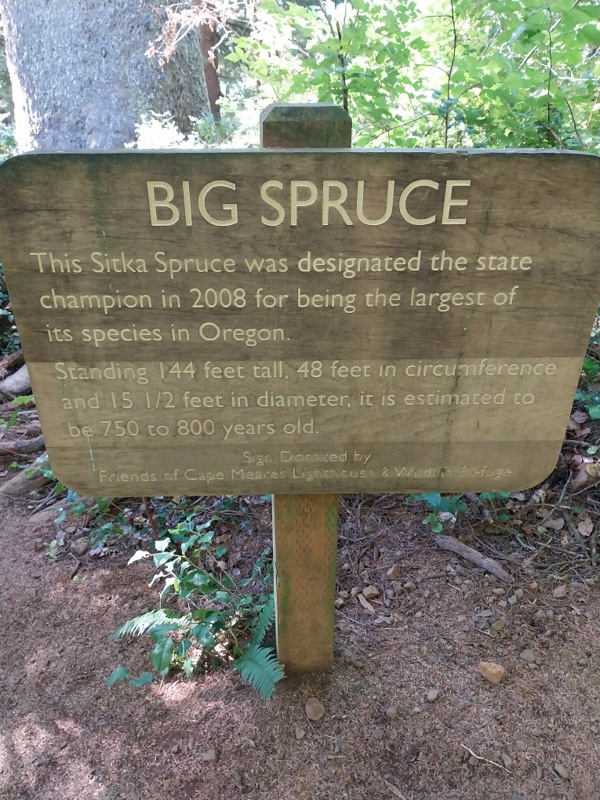 BIG SPRUCE
This Sitka Spruce was designated the state
champion in 2008 for being the largest of
its species in Oregon.
Standing 144 feet tall, 48 feet in circumference
and 15 1/2 feet in diameter, it is estimated to
be 750 to 800 years old.
Sign Donated by
Friends of Cape Meares Lighthouse & Wildlife Refuge